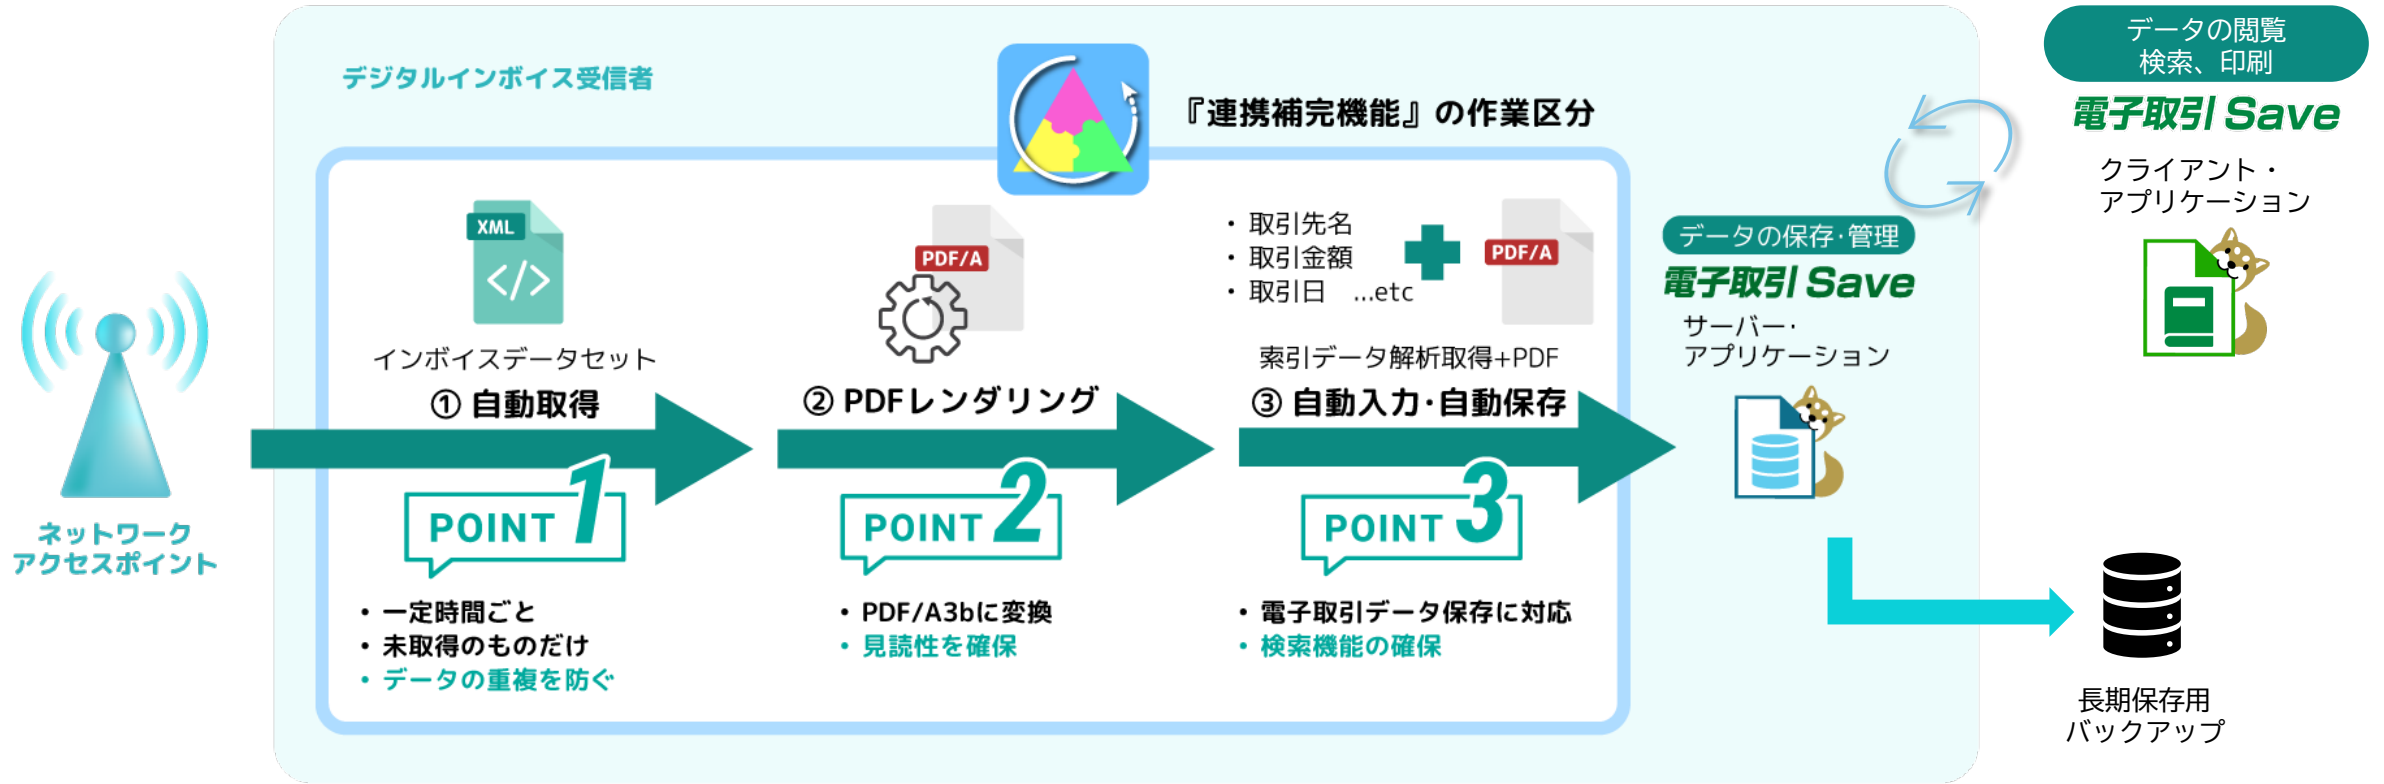 デジタルインボイス受信者
『連携補完機能』の作業区分
ネットワーク
アクセスポイント
XML
</>
インボイスデータセット
① 自動取得
POINT 1
・ 一定時間ごと
・ 未取得のものだけ
・ データの重複を防ぐ
PDF/A
② PDFレンダリング
POINT 2
・ PDF/A3bに変換
・ 見読性を確保
・ 取引先名
・ 取引金額
・ 取引日 ...etc
PDF/A
索引データ解析取得+PDF
③ 自動入力・自動保存
POINT 3
・ 電子取引データ保存に対応
・ 検索機能の確保
データの保存・管理
電子取引 Save
サーバー・
アプリケーション
データの閲覧
検索、印刷
電子取引 Save
クライアント・
アプリケーション
長期保存用
バックアップ